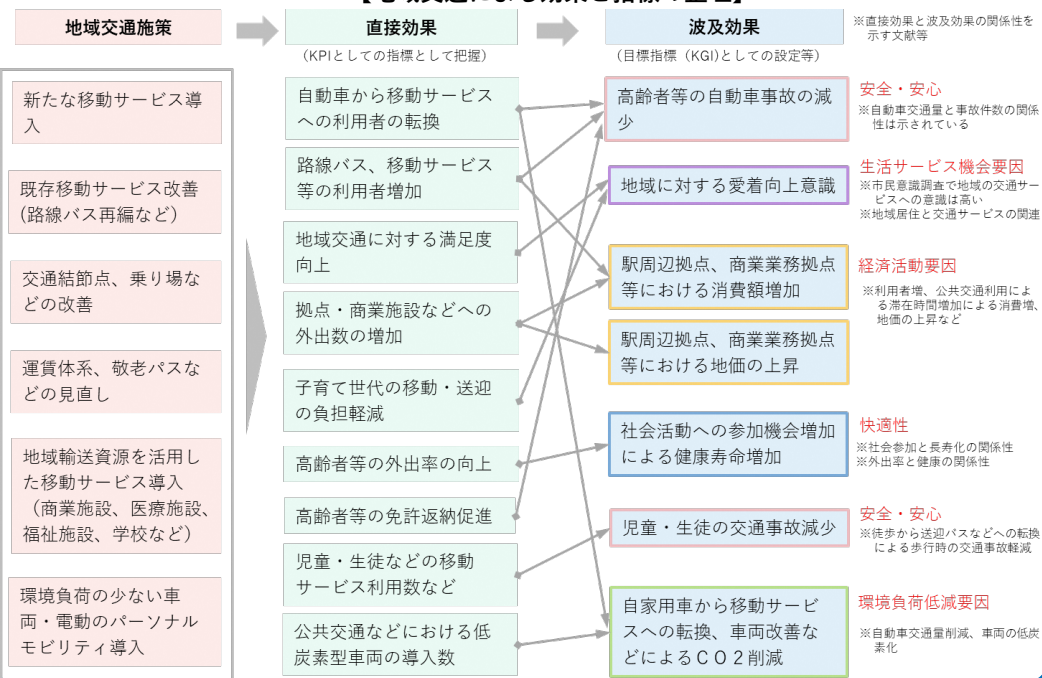 【地域交通による効果と指標の整理】
地域交通施策
直接効果
(KPIとしての指標として把握)
波及効果
(目標指標（KGI)としての設定等)
※直接効果と波及効果の関係性を
示す文献等
新たな移動サービス導
入
既存移動サービス改善
(路線バス再編など)
交通結節点、乗り場な
どの改善
運賃体系、敬老パスな
どの見直し
地域輸送資源を活用し
た移動サービス導入
（商業施設、医療施設、
福祉施設、学校など）
環境負荷の少ない車
両・電動のパーソナル
モビリティ導入
自動車から移動サービス
への利用者の転換
路線バス、移動サービス
等の利用者増加
地域交通に対する満足度
向上
拠点・商業施設などへの
外出数の増加
子育て世代の移動・送迎
の負担軽減
高齢者等の外出率の向上
高齢者等の免許返納促進
児童・生徒などの移動
サービス利用数など
公共交通などにおける低
炭素型車両の導入数
高齢者等の自動車事故の減
少
地域に対する愛着向上意識
駅周辺拠点、商業業務拠点
等における消費額増加
駅周辺拠点、商業業務拠点
等における地価の上昇
社会活動への参加機会増加
による健康寿命増加
児童・生徒の交通事故減少
自家用車から移動サービ
スへの転換、車両改善な
どによるＣＯ２削減
安全・安心
※自動車交通量と事故件数の関係
性は示されている
生活サービス機会要因
※市民意識調査で地域の交通サー
ビスへの意識は高い
※地域居住と交通サービスの関連
経済活動要因
※利用者増、公共交通利用によ
る滞在時間増加による消費増、
地価の上昇など
快適性
※社会参加と長寿化の関係性
※外出率と健康の関係性
安全・安心
※徒歩から送迎バスなどへの転換
による歩行時の交通事故軽減
環境負荷低減要因
※自動車交通量削減、車両の低炭
素化